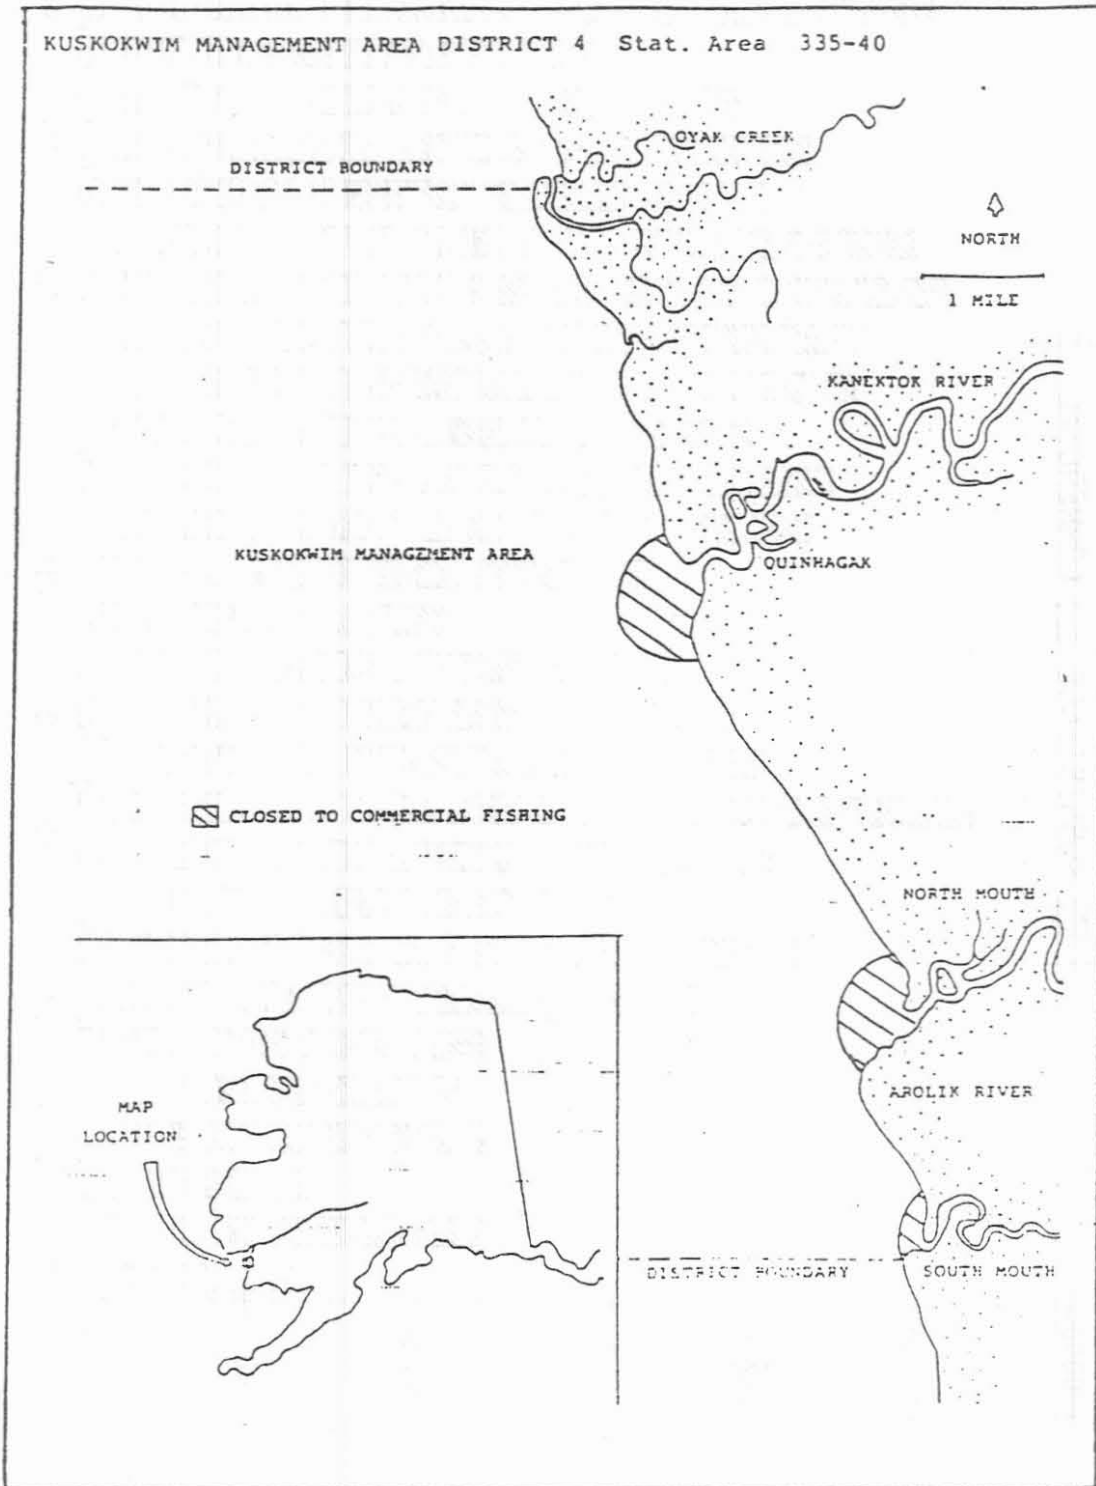 KUSKOKWIM MANAGEMENT AREA DISTRICT 4 Stat. Area 335-40
OYAK CREEK
DISTRICT BOUNDARY
NORTH
1 MILE
KANEKTOK RIVER
KUSKOKWIM MANAGEMENT AREA
QUINHAGAK
CLOSED TO COMMERCIAL FISHING
NORTH MOUTH
AROLIK RIVER
MAP
LOCATION
DISTRICT BOUNDARY
SOUTH MOUTH